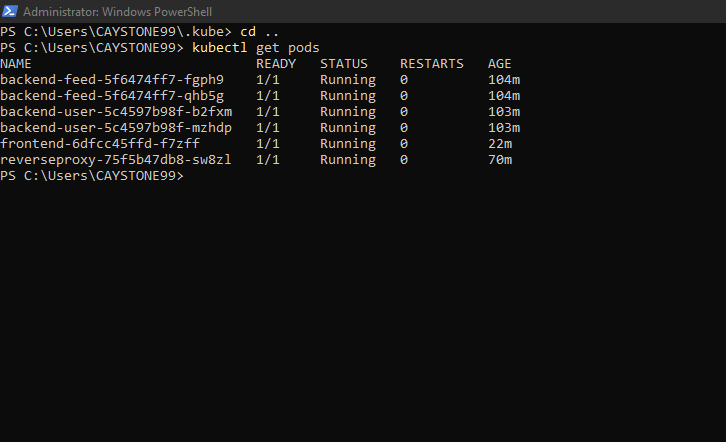 Administrator: Windows PowerShell
PS C:\Users\CAYSTONE99\.kube> cd ..
PS C:\Users\CAYSTONE99> kubectl get pods
NAME READY STATUS RESTARTS AGE
backend-feed-5f6474ff7-fgph9 1/1 Running 0 104m
backend-feed-5f6474ff7-qhb5g 1/1 Running 0 104m
backend-user-5c4597b98f-b2fxm 1/1 Running 0 103m
backend-user-5c4597b98f-mzhdp 1/1 Running 0 103m
frontend-6dfcc45ffd-f7zff 1/1 Running 0 22m
reverseproxy-75f5b47db8-sw8zl 1/1 Running 0 70m
PS C:\Users\CAYSTONE99>